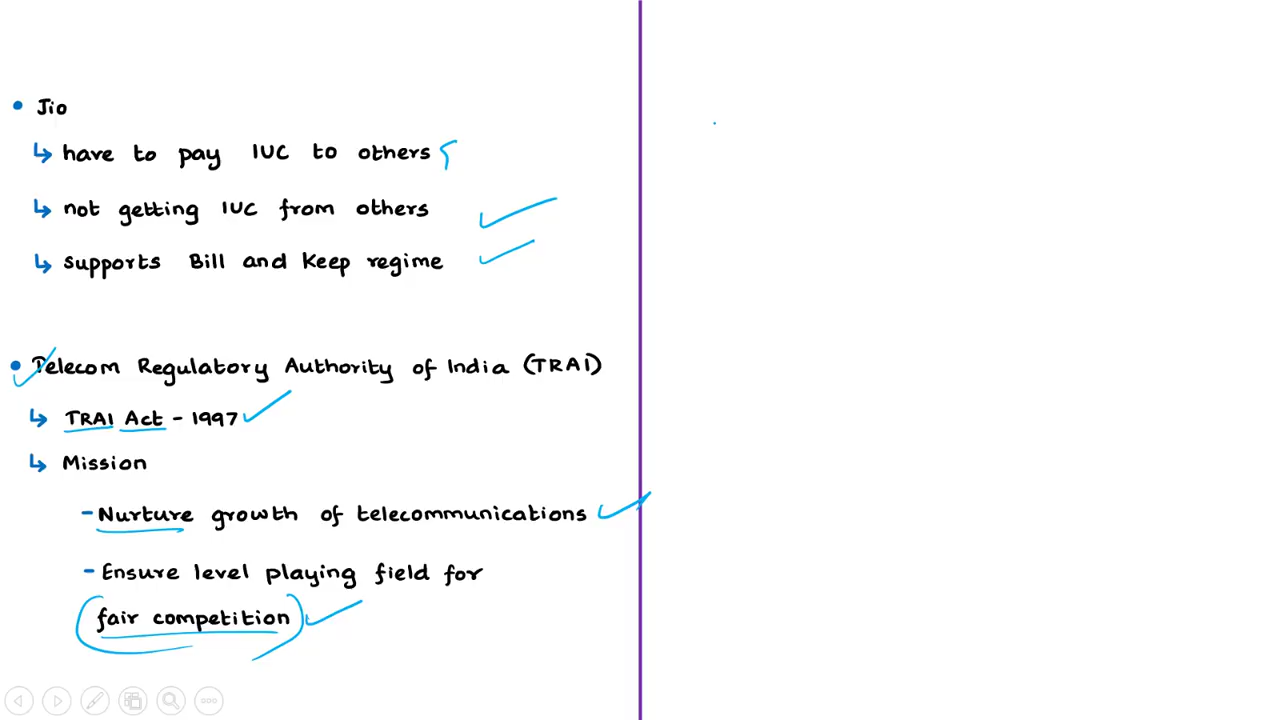 Jio
have to pay IUC to others
not getting IUC from others
supports Bill and Keep regime
Telecom Regulatory Authority of India (TRAI)
TRAI Act - 1997
Mission
- Nurture growth of telecommunications
- Ensure level playing field for
fair competition